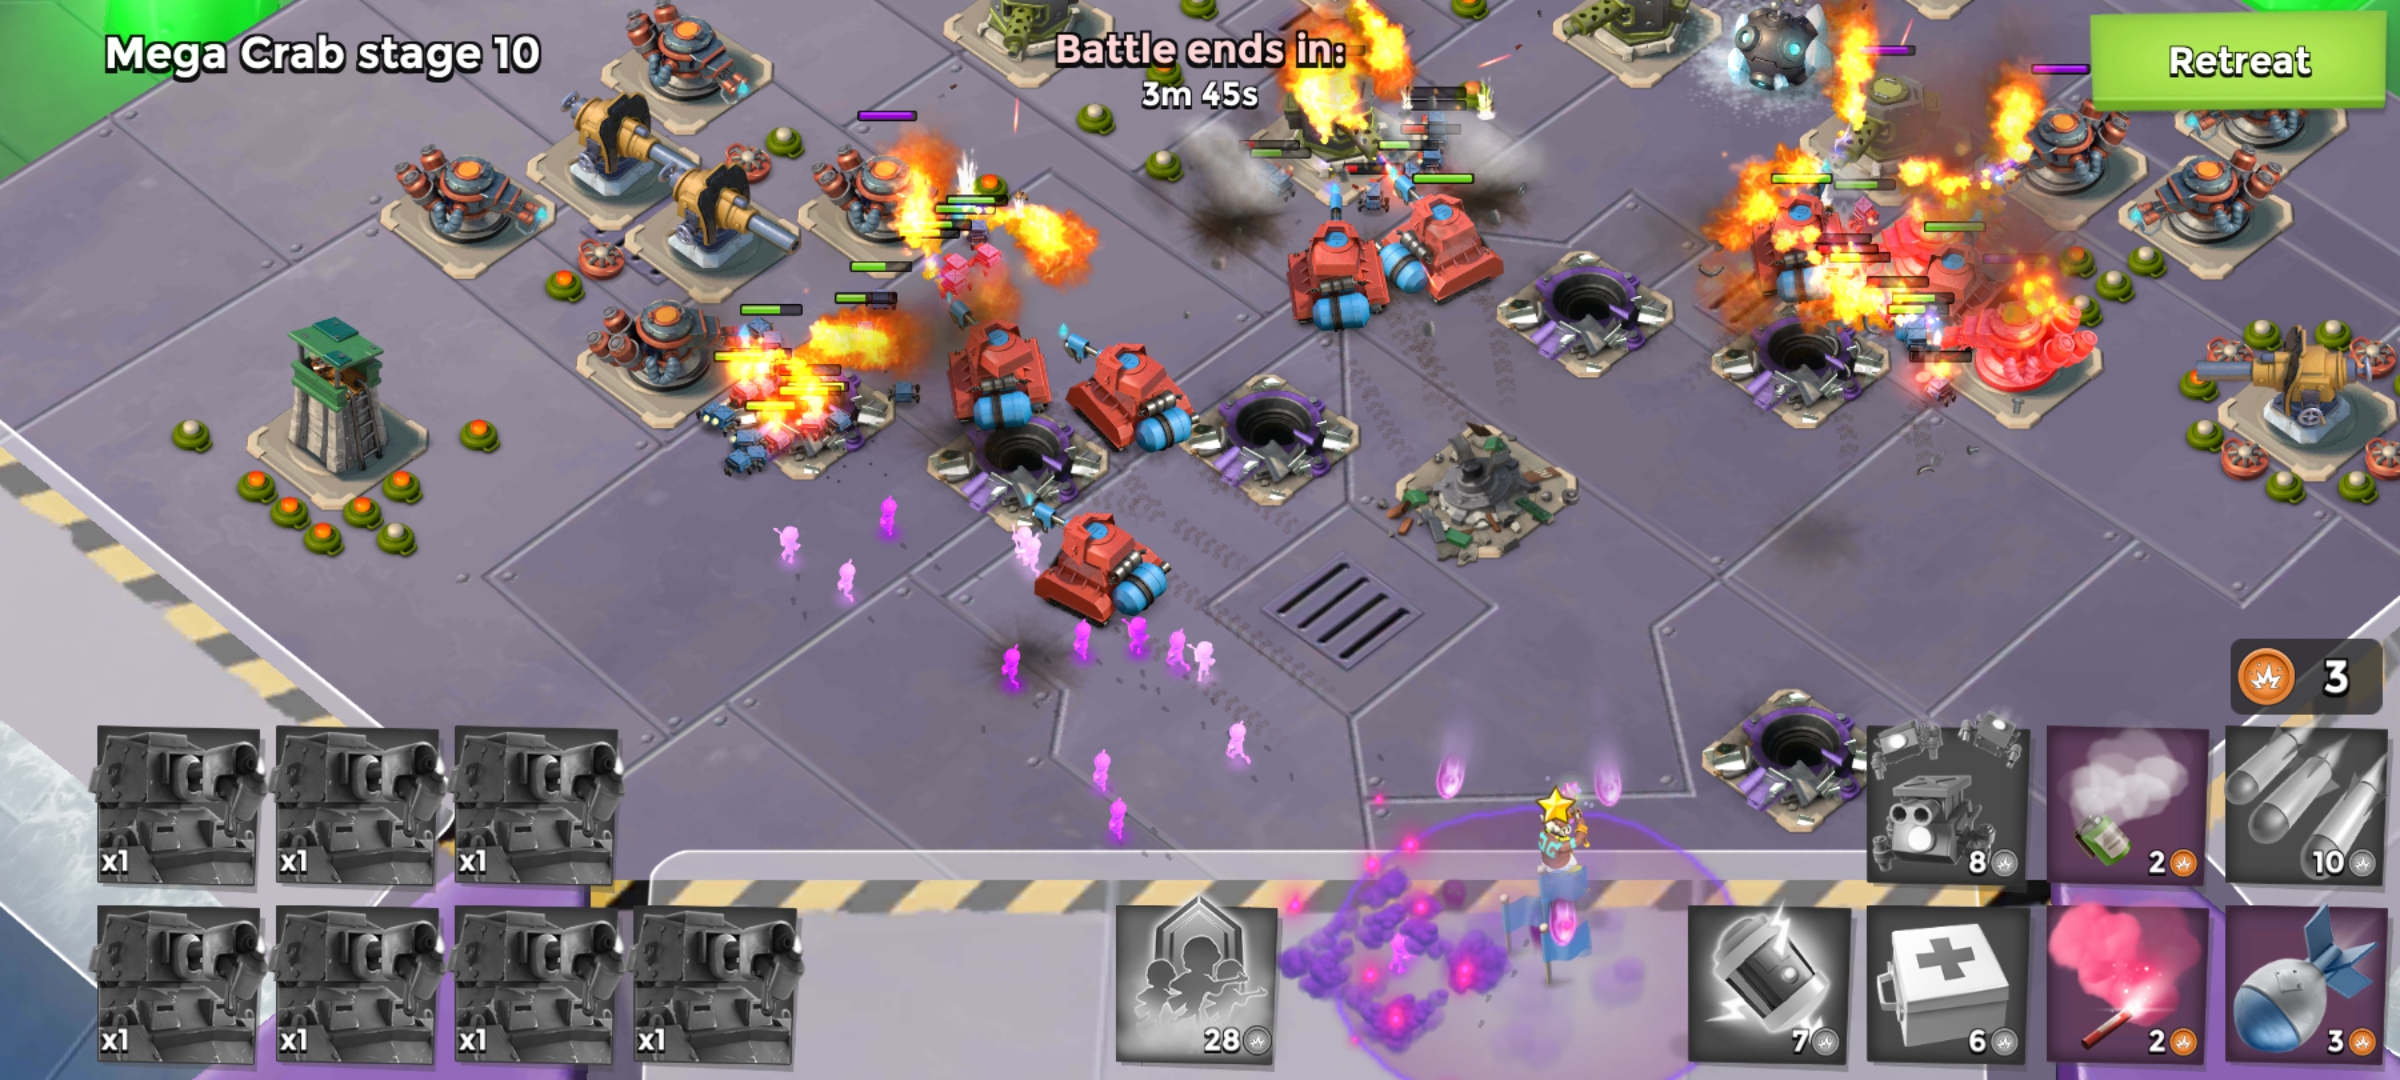 Mega Crab stage 10
Battle ends in:
3m 45s
Retreat
3
x1
x1
x1
8
2
10
x1
x1
x1
x1
28
7
6
2
3